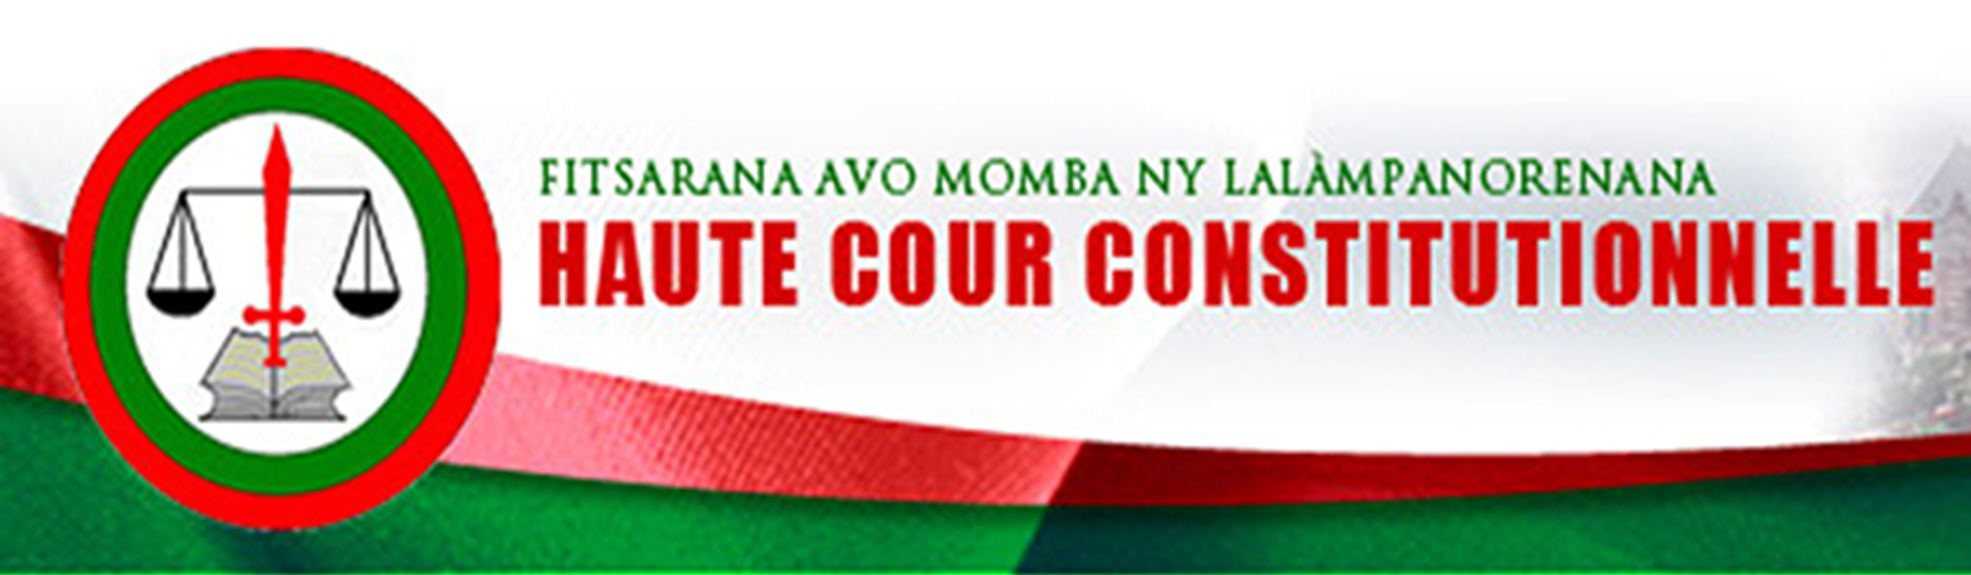 FITSARANA AVO MOMBA NY LALÀMPANORENANA
HAUTE COUR CONSTITUTIONNELLE